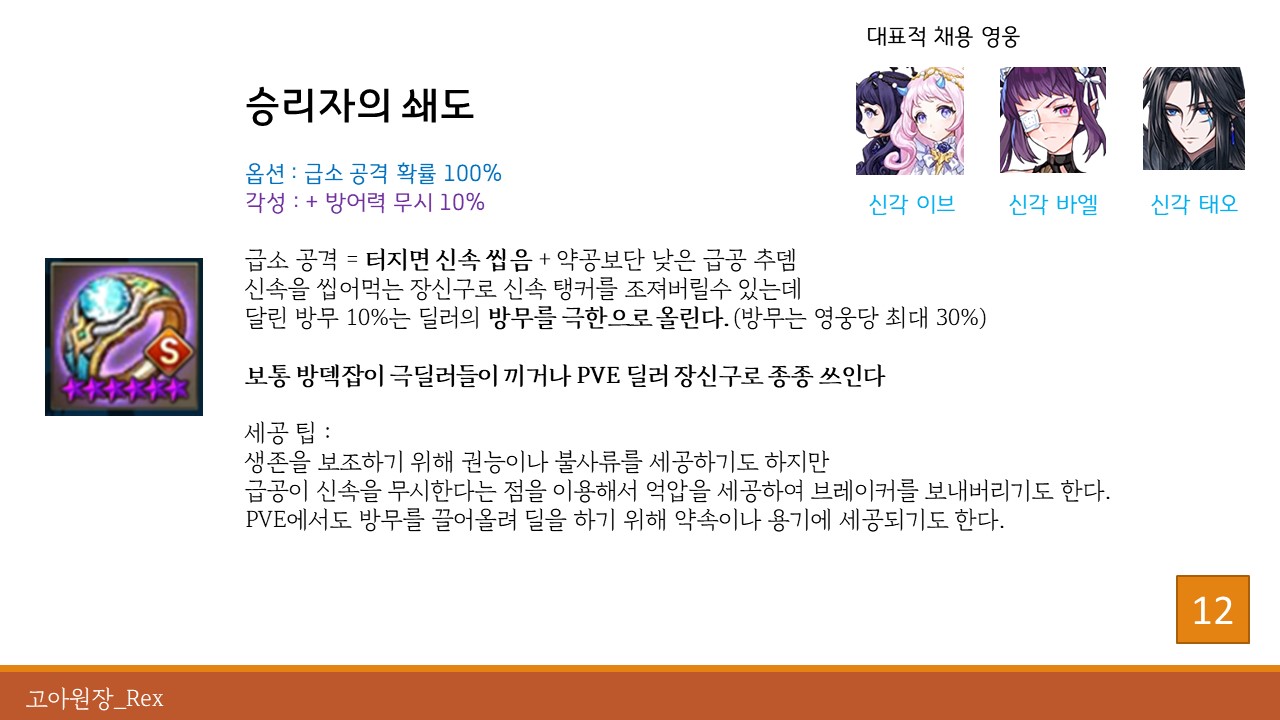 대표적 채용 영웅
승리자의 쇄도
옵션 : 급소 공격 확률 100%
각성 : + 방어력 무시 10%
신각 이브
신각 바엘
신각 태오
급소 공격 = 터지면 신속 씹음 + 약공보단 낮은 급공 추뎀
신속을 씹어먹는 장신구로 신속 탱커를 조져버릴수 있는데
달린 방무 10%는 딜러의 방무를 극한으로 올린다. (방무는 영웅당 최대 30%)
S
보통 방덱잡이 극딜러들이 끼거나 PVE 딜러 장신구로 종종 쓰인다
세공 팁 :
생존을 보조하기 위해 권능이나 불사류를 세공하기도 하지만
급공이 신속을 무시한다는 점을 이용해서 억압을 세공하여 브레이커를 보내버리기도 한다.
PVE에서도 방무를 끌어올려 딜을 하기 위해 약속이나 용기에 세공되기도 한다.
12
고아원장_Rex